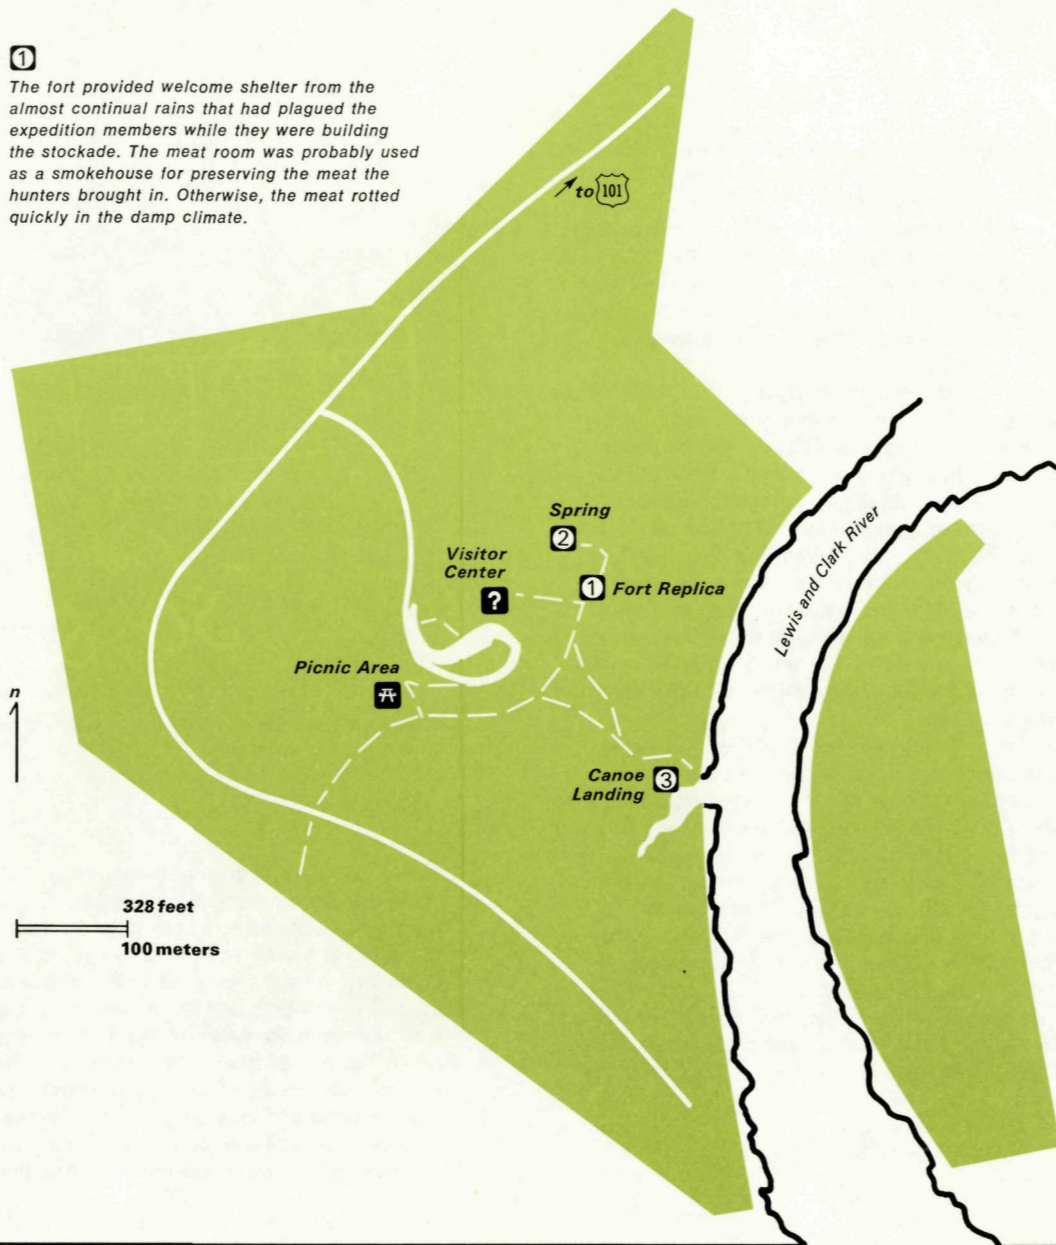 1
The fort provided welcome shelter from the
almost continual rains that had plagued the
expedition members while they were building
the stockade. The meat room was probably used
as a smokehouse for preserving the meat the
hunters brought in. Otherwise, the meat rotted
quickly in the damp climate.
to 101
Spring
2
Visitor
Center
?
1 Fort Replica
Lewis and Clark River
Picnic Area
n
Canoe
Landing
3
328 feet
100 meters